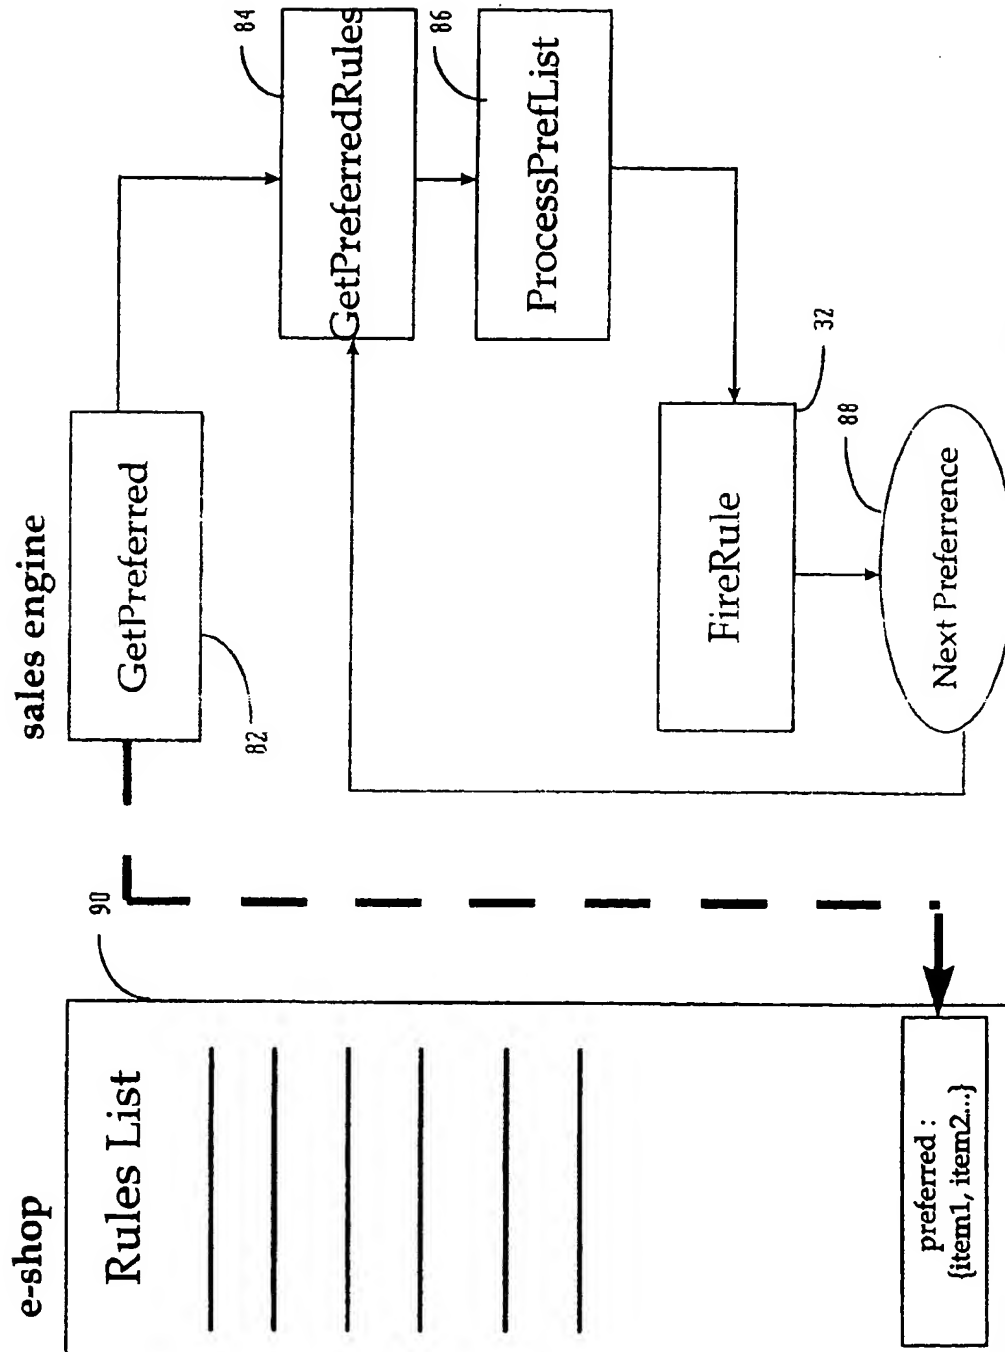 e-shop
Rules List
90
preferred :
{item1, item2...}
sales engine
GetPreferred
82
GetPreferredRules
84
ProcessPrefList
86
FireRule
32
Next Preference
88